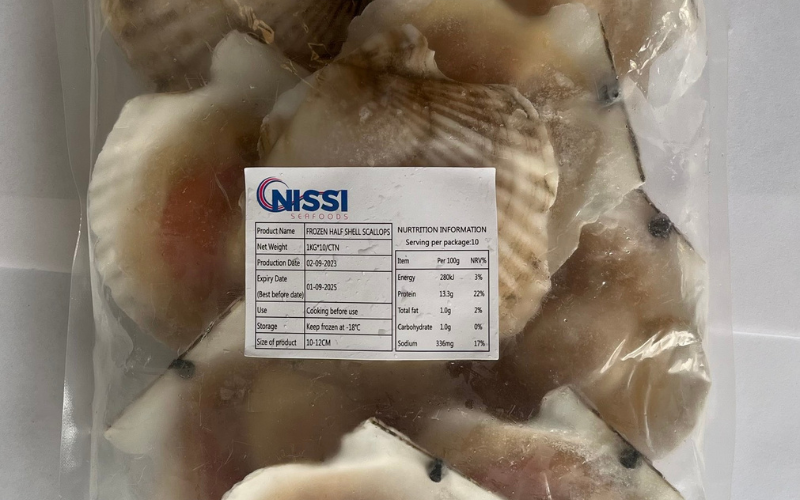 NISSI
SEAFOODS
Product Name FROZEN HALF SHELL SCALLOPS
Net Weight 1KG*10/CTN
Production Date 02-09-2023
Expiry Date
(Best before date) 01-09-2025
Use Cooking before use
Storage Keep frozen at -18℃
Size of product 10-12CM
NURTRITION INFORMATION
Serving per package:10
Item Per 100g NRV%
Energy 280kJ 3%
Protein 13.3g 22%
Total fat 1.0g 2%
Carbohydrate 1.0g 0%
Sodium 336mg 17%